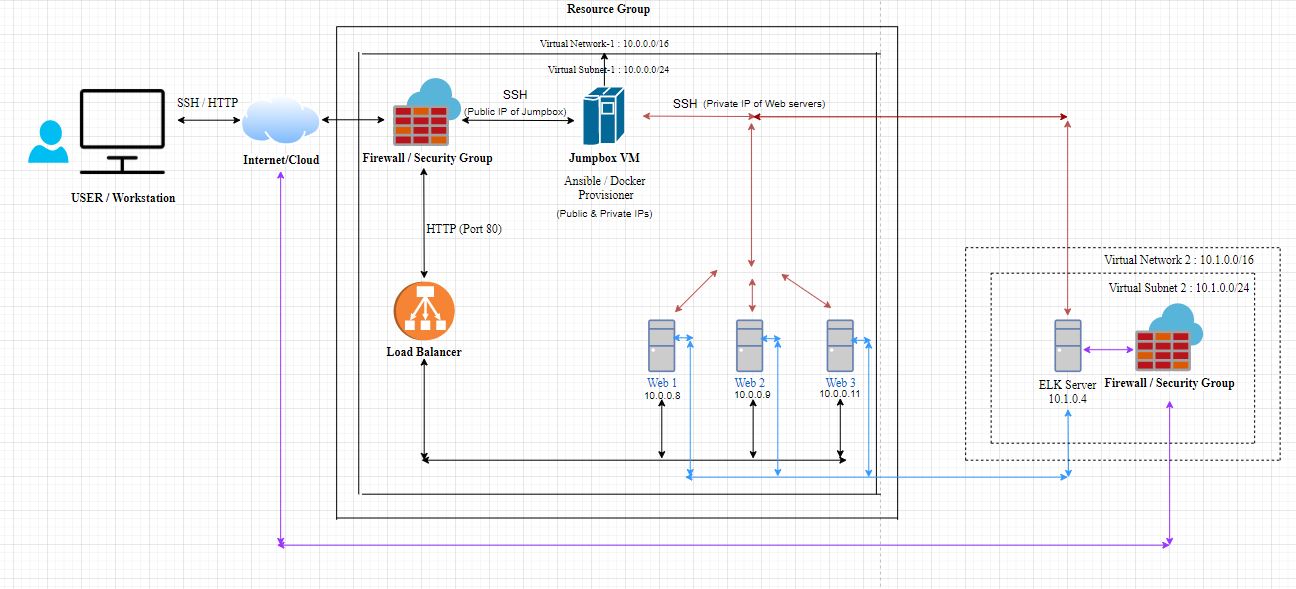 Resource Group
Virtual Network-1 : 10.0.0.0/16
Virtual Subnet-1 : 10.0.0.0/24
SSH / HTTP
SSH
(Public IP of Jumpbox)
SSH (Private IP of Web servers)
Internet/Cloud
Firewall / Security Group
Jumpbox VM
Ansible / Docker
Provisioner
(Public & Private IPs)
USER / Workstation
HTTP (Port 80)
Virtual Network 2 : 10.1.0.0/16
Virtual Subnet 2 : 10.1.0.0/24
Load Balancer
Web 1
10.0.0.8
Web 2
10.0.0.9
Web 3
10.0.0.11
ELK Server
10.1.0.4
Firewall / Security Group